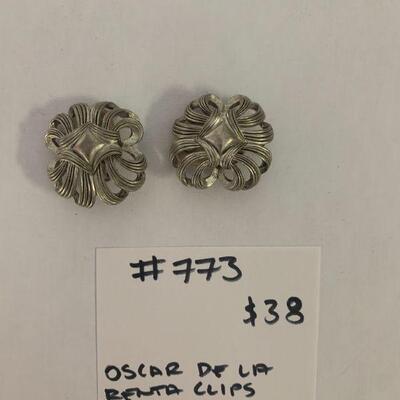 #773
$38
OSCAR DE LA
RENTA CLIPS